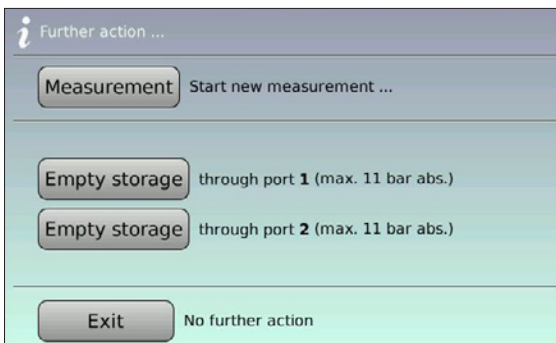 Further action ...
Measurement Start new measurement ...
Empty storage through port 1 (max. 11 bar abs.)
Empty storage through port 2 (max. 11 bar abs.)
Exit No further action